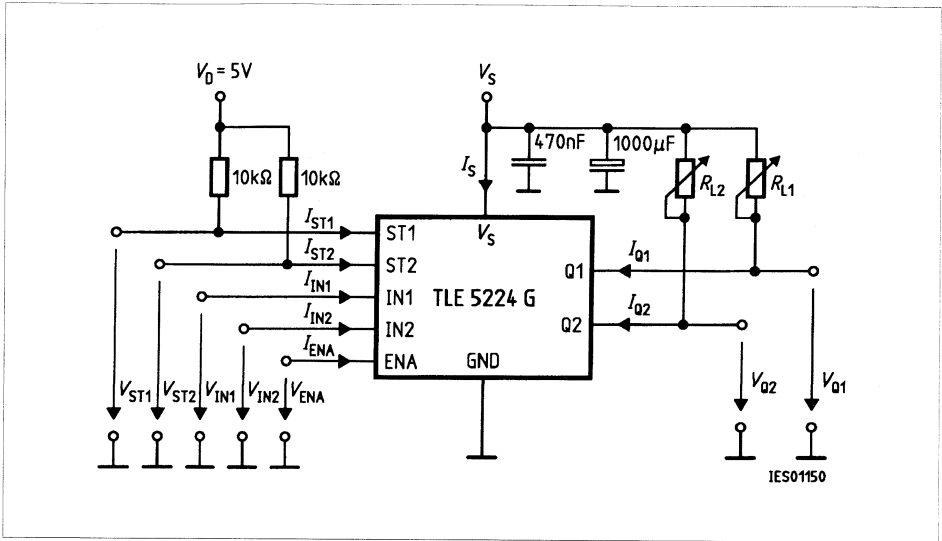 V_D = 5V
V_S
470nF
1000µF
I_S
10kΩ
10kΩ
R_L2
R_L1
I_ST1
ST1
V_S
I_ST2
ST2
I_Q1
Q1
I_IN1
IN1
TLE 5224 G
I_IN2
IN2
I_Q2
Q2
I_ENA
ENA
GND
V_ST1
V_ST2
V_IN1
V_IN2
V_ENA
V_Q2
V_Q1
IES01150